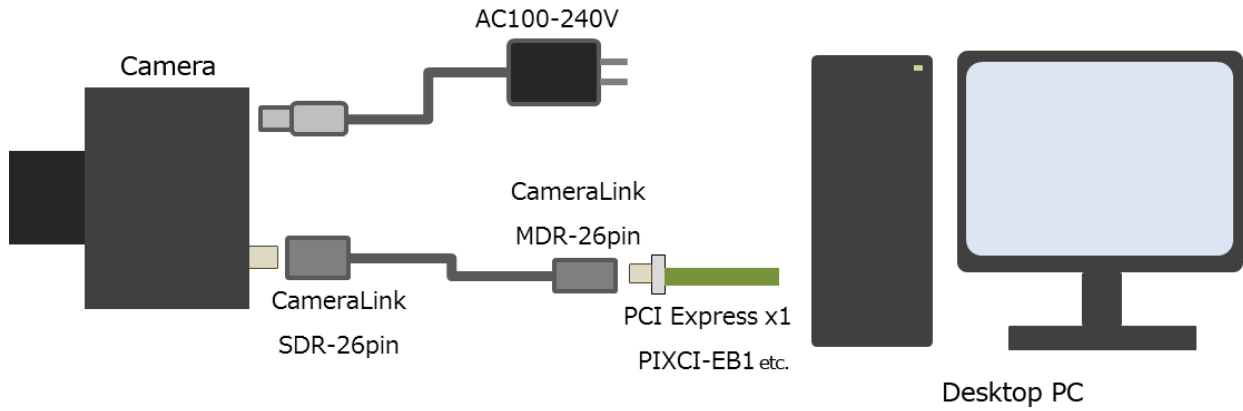 AC100-240V
Camera
CameraLink
MDR-26pin
CameraLink
SDR-26pin
PCI Express x1
PIXCI-EB1 etc.
Desktop PC